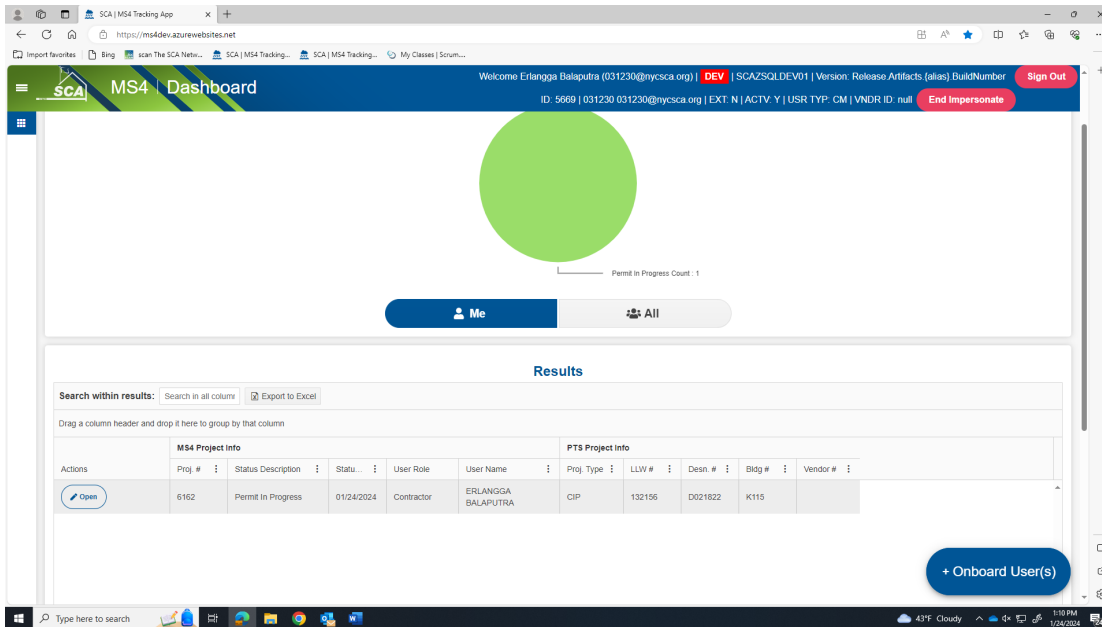 SCA | MS4 Tracking App
https://ms4dev.azurewebsites.net
Import favorites Bing scan The SCA Netw... SCA | MS4 Tracking... SCA | MS4 Tracking... My Classes | Scrum...
SCA MS4 | Dashboard
Welcome Erlangga Balaputra (031230@nycsca.org) | DEV | SCAZSQLDEV01 | Version: Release.Artifacts.{alias}.BuildNumber Sign Out
ID: 5669 | 031230 031230@nycsca.org | EXT: N | ACTV: Y | USR TYP: CM | VNDR ID: null End Impersonate
Permit In Progress Count : 1
Me All
Results
Search within results: Search in all colum Export to Excel
Drag a column header and drop it here to group by that column
MS4 Project Info PTS Project Info
Actions Proj. # Status Description Statu... User Role User Name Proj. Type LLW # Desn. # Bldg # Vendor #
Open 6162 Permit In Progress 01/24/2024 Contractor ERLANGGA BALAPUTRA CIP 132156 D021822 K115
+ Onboard User(s)
Type here to search 43°F Cloudy 1:10 PM
1/24/2024